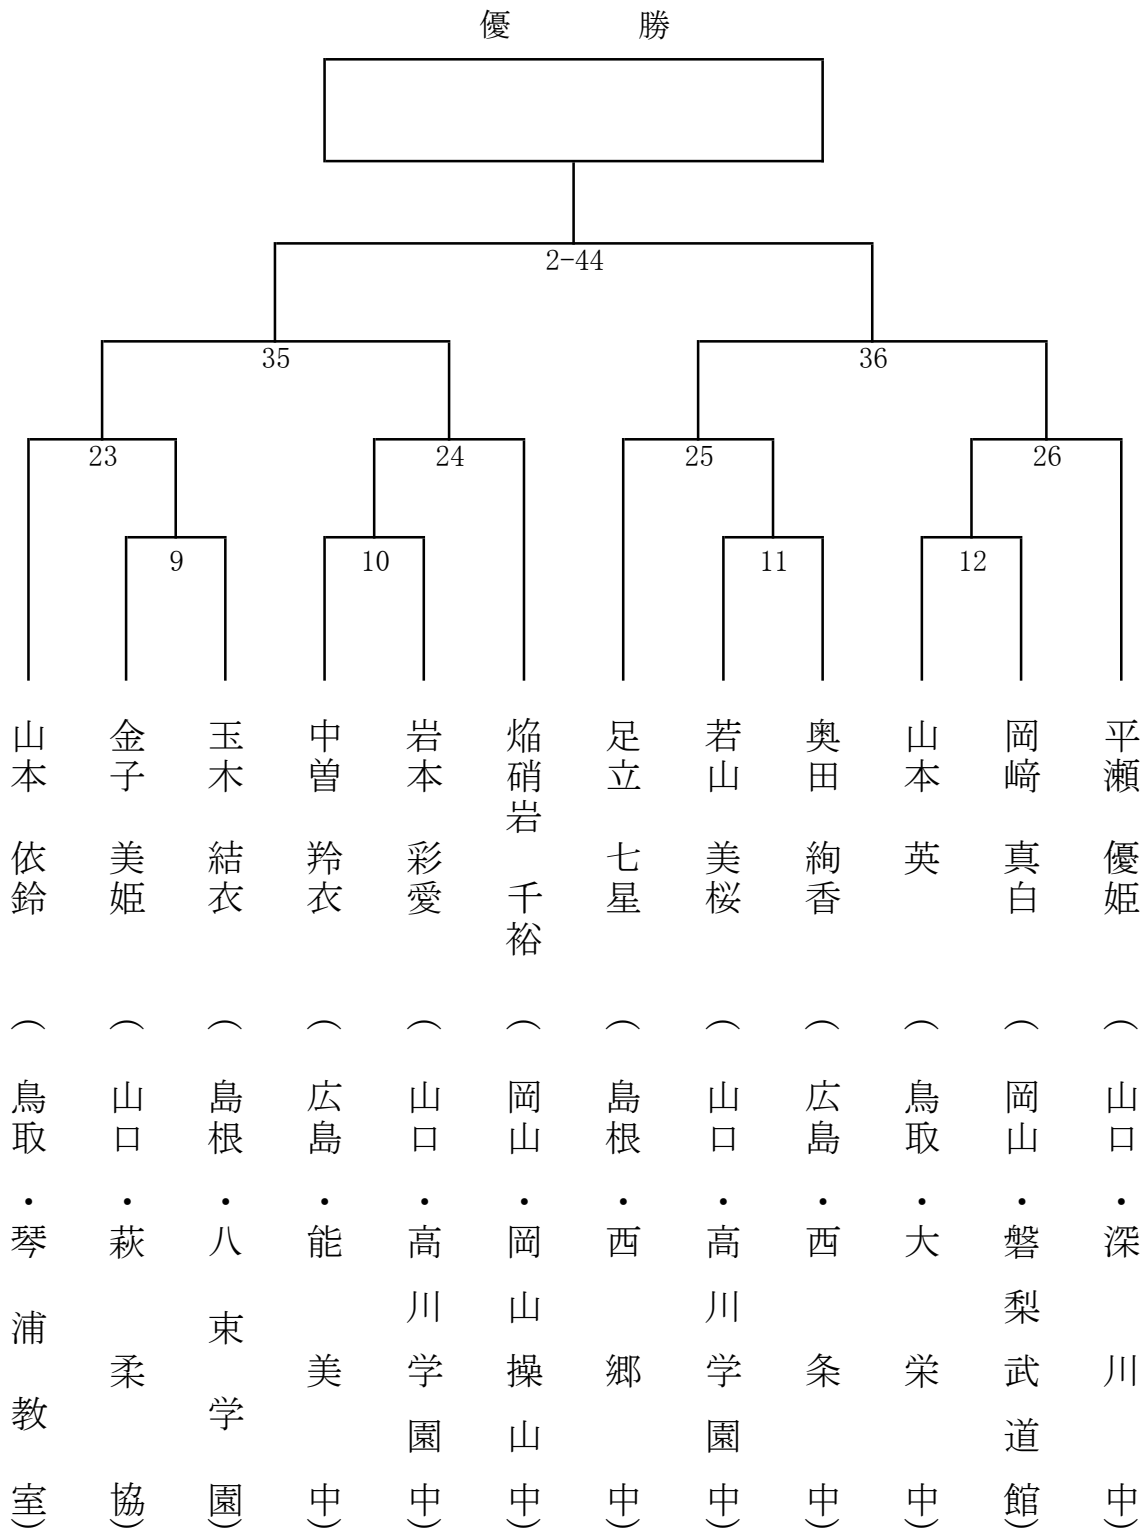 優　　　勝
2-44
35
36
23
24
25
26
9
10
11
12
山本　依鈴　（鳥取・琴浦教室）
金子　美姫　（山口・萩柔協）
玉木　結衣　（島根・八束学園）
中曽　羚衣　（広島・能美中）
岩本　彩愛　（山口・高川学園中）
焔硝岩　千裕　（岡山・岡山操山中）
足立　七星　（島根・西郷中）
若山　美桜　（山口・高川学園中）
奥田　絢香　（広島・西条中）
山本　英　（鳥取・大栄中）
岡﨑　真白　（岡山・磐梨武道館）
平瀬　優姫　（山口・深川中）